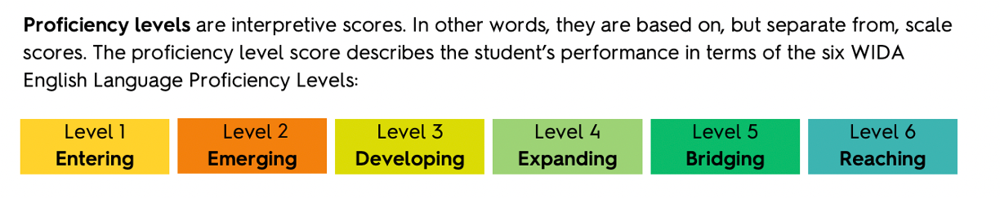 Proficiency levels are interpretive scores. In other words, they are based on, but separate from, scale
scores. The proficiency level score describes the student’s performance in terms of the six WIDA
English Language Proficiency Levels:
Level 1
Entering
Level 2
Emerging
Level 3
Developing
Level 4
Expanding
Level 5
Bridging
Level 6
Reaching